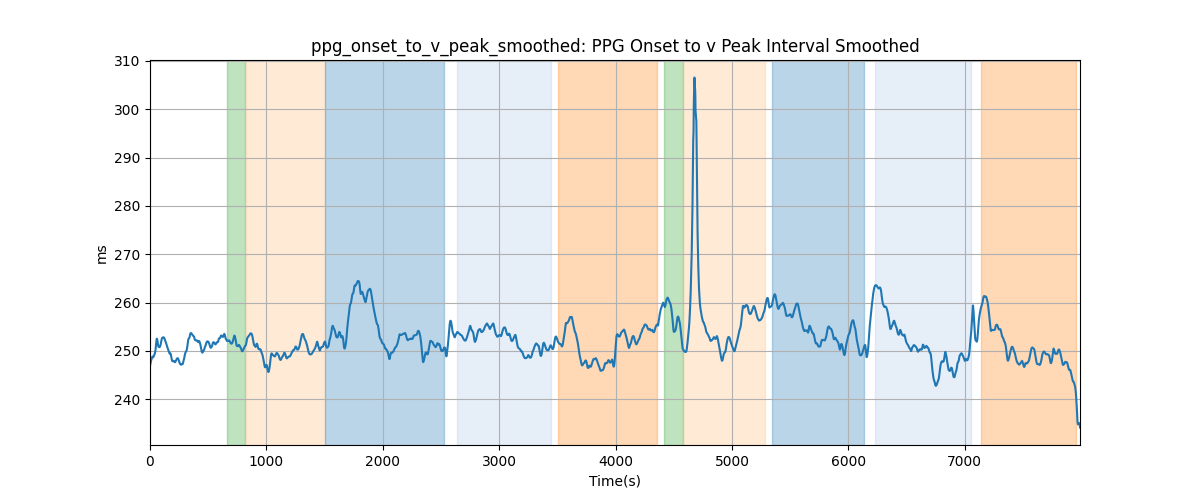 ppg_onset_to_v_peak_smoothed: PPG Onset to v Peak Interval Smoothed
310
300
290
280
270
260
250
240
ms
0 1000 2000 3000 4000 5000 6000 7000
Time(s)